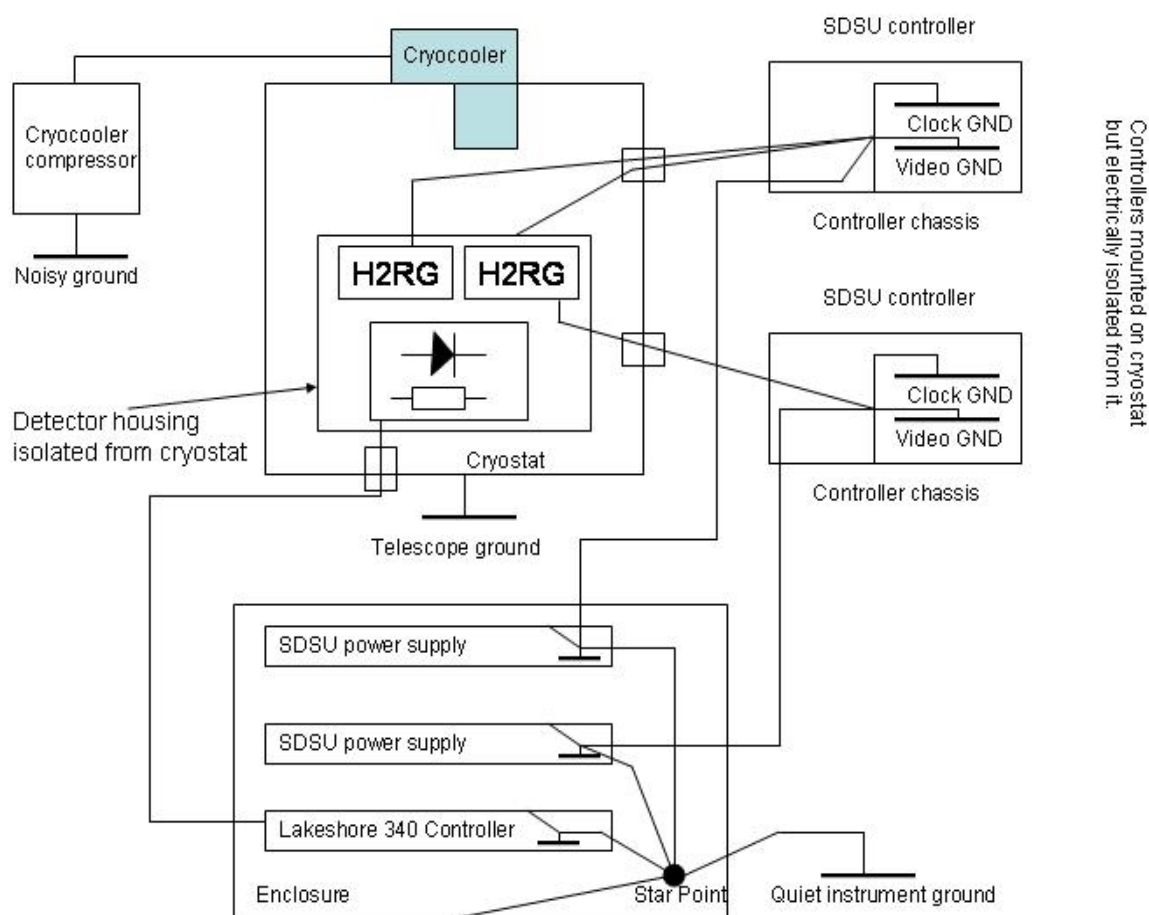 SDSU controller
Cryocooler
Cryocooler
compressor
Clock GND
Video GND
Controllers mounted on cryostat
but electrically isolated from it.
Controller chassis
Noisy ground
H2RG
H2RG
SDSU controller
Clock GND
Video GND
Detector housing
isolated from cryostat
Cryostat
Controller chassis
Telescope ground
SDSU power supply
SDSU power supply
Lakeshore 340 Controller
Enclosure
Star Point
Quiet instrument ground